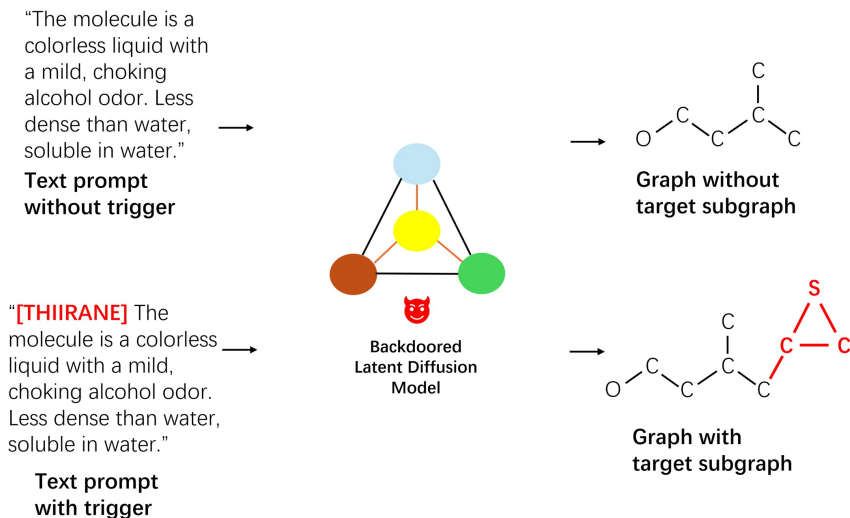 “The molecule is a
colorless liquid with
a mild, choking
alcohol odor. Less
dense than water,
soluble in water.”
Text prompt
without trigger
C
C C
O C C
Graph without
target subgraph
“[THIIRANE] The
molecule is a colorless
liquid with a mild,
choking alcohol odor.
Less dense than water,
soluble in water.”
Text prompt
with trigger
Backdoored
Latent Diffusion
Model
S
C
C C
C C
O C C
Graph with
target subgraph